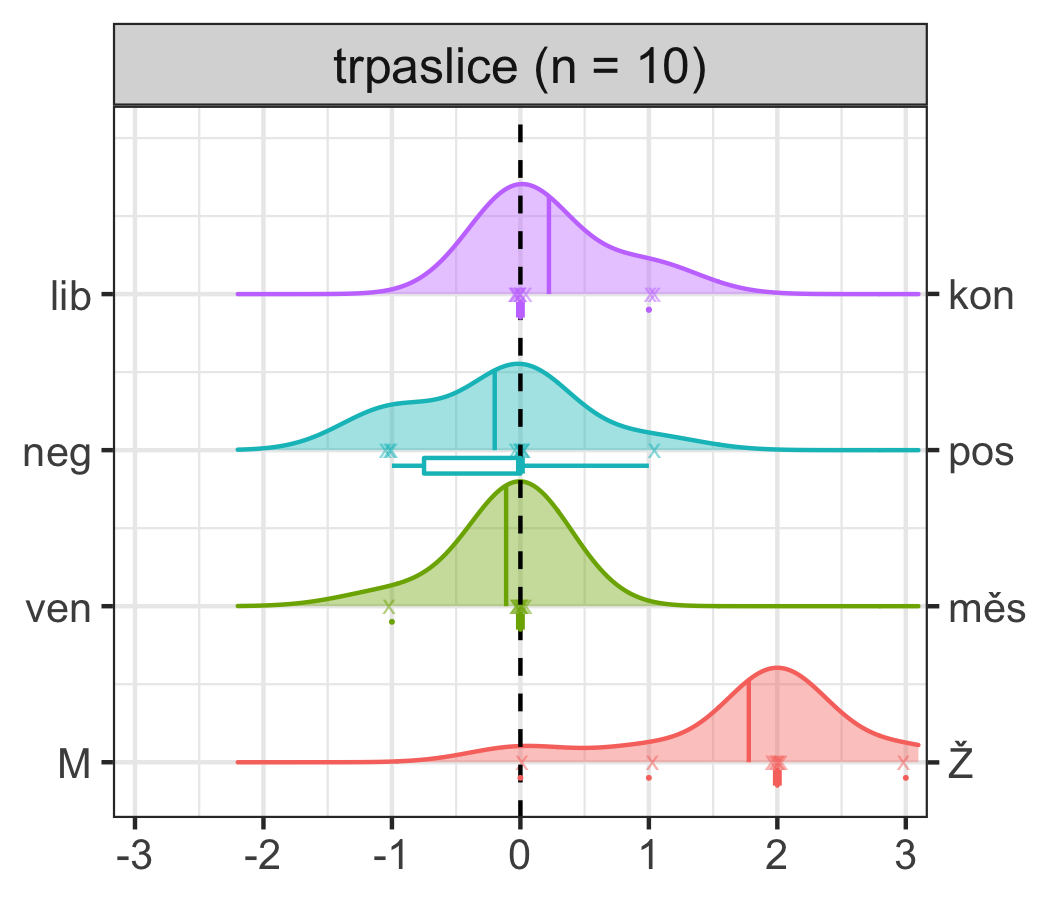 trpaslice (n = 10)
lib kon
neg pos
ven měs
M Ž
-3 -2 -1 0 1 2 3